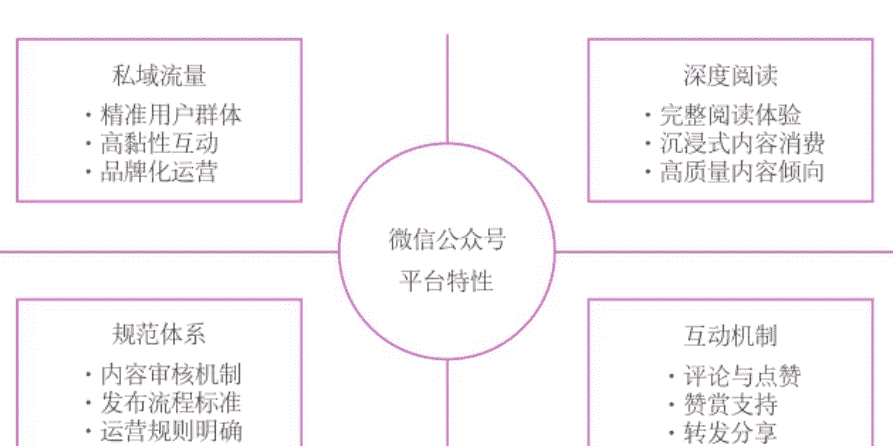 私域流量
・精准用户群体
・高黏性互动
・品牌化运营
深度阅读
・完整阅读体验
・沉浸式内容消费
・高质量内容倾向
微信公众号
平台特性
规范体系
・内容审核机制
・发布流程标准
・运营规则明确
互动机制
・评论与点赞
・赞赏支持
・转发分享